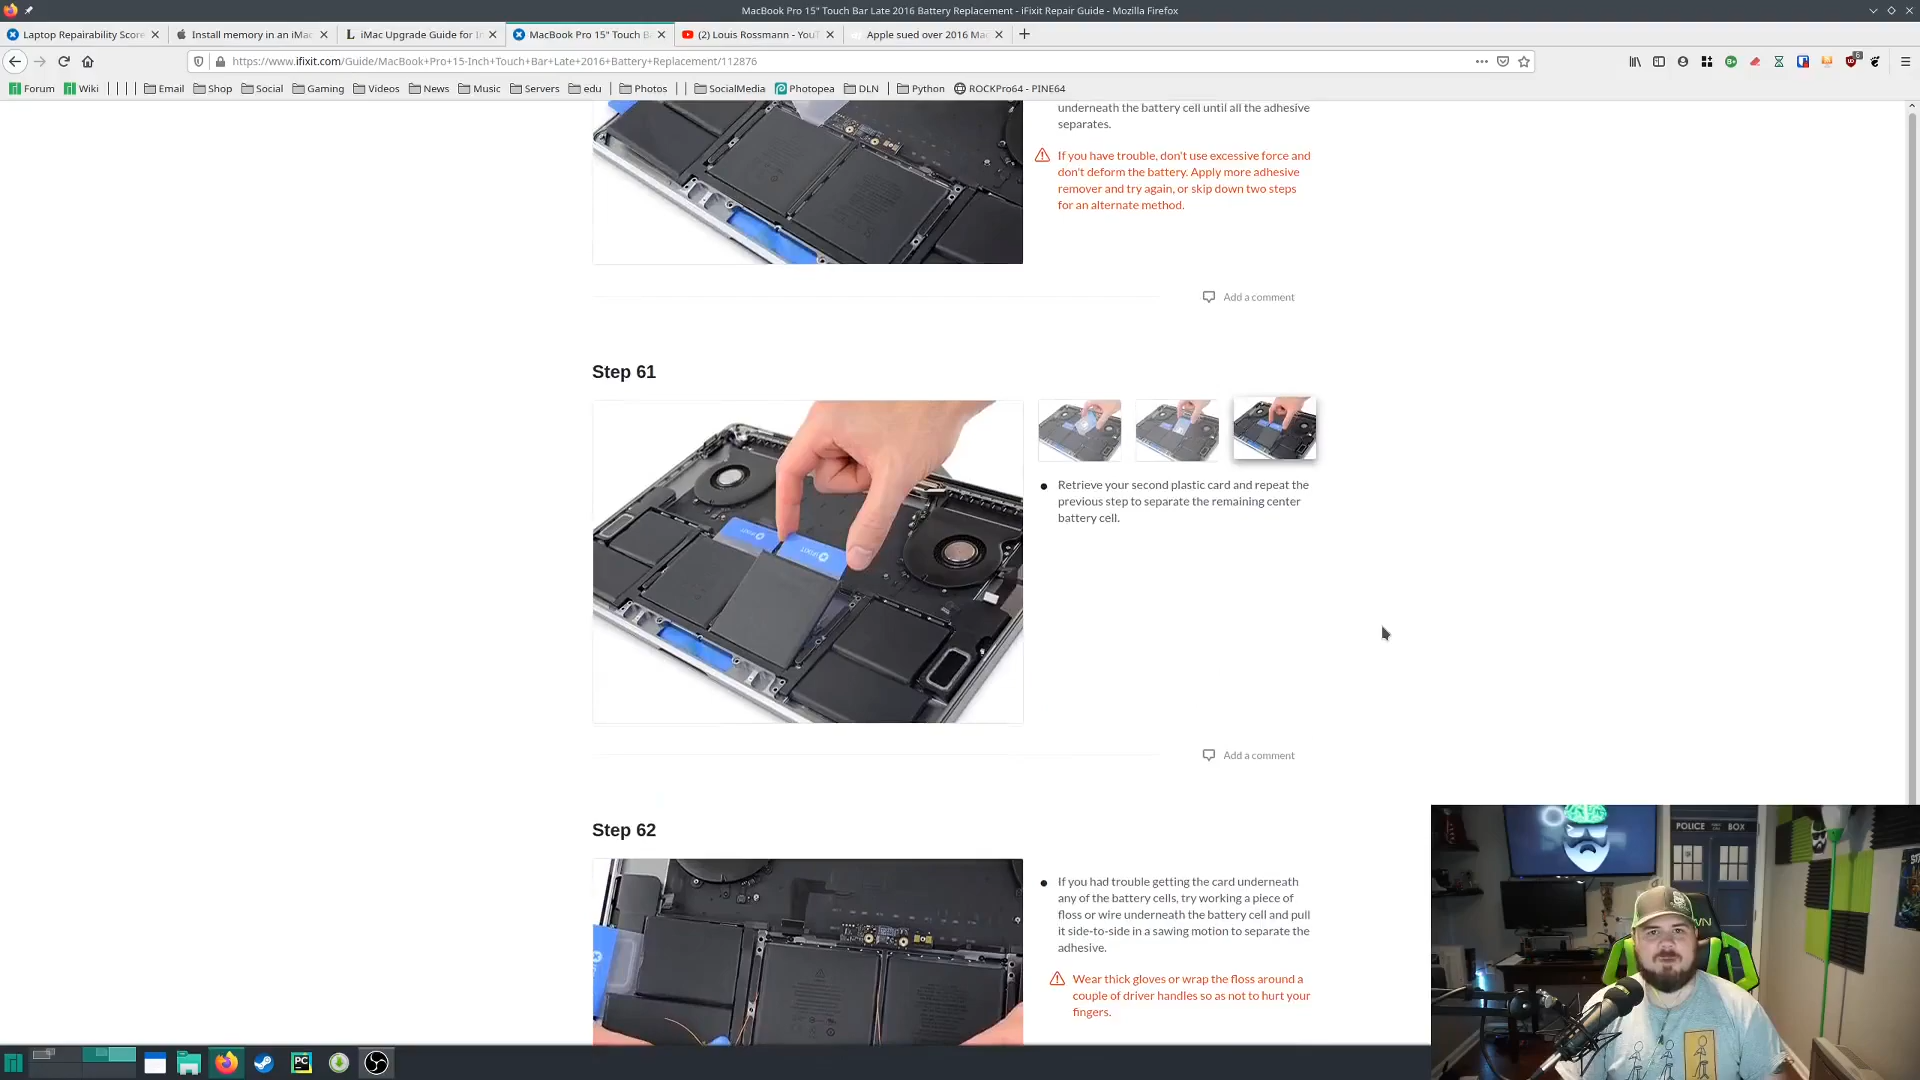 MacBook Pro 15" Touch Bar Late 2016 Battery Replacement - iFixit Repair Guide - Mozilla Firefox
Laptop Repairability Score
Install memory in an iMac
iMac Upgrade Guide for I
MacBook Pro 15" Touch B
(2) Louis Rossmann - You
Apple sued over 2016 Ma
https://www.ifixit.com/Guide/MacBook+Pro+15-Inch+Touch+Bar+Late+2016+Battery+Replacement/112876
Forum Wiki Email Shop Social Gaming Videos News Music Servers edu Photos SocialMedia Photopea DLN Python ROCKPro64 - PINE64
underneath the battery cell until all the adhesive
separates.
If you have trouble, don't use excessive force and
don't deform the battery. Apply more adhesive
remover and try again, or skip down two steps
for an alternate method.
Add a comment
Step 61
Retrieve your second plastic card and repeat the
previous step to separate the remaining center
battery cell.
Add a comment
Step 62
If you had trouble getting the card underneath
any of the battery cells, try working a piece of
floss or wire underneath the battery cell and pull
it side-to-side in a sawing motion to separate the
adhesive.
Wear thick gloves or wrap the floss around a
couple of driver handles so as not to hurt your
fingers.
POLICE BOX
PC